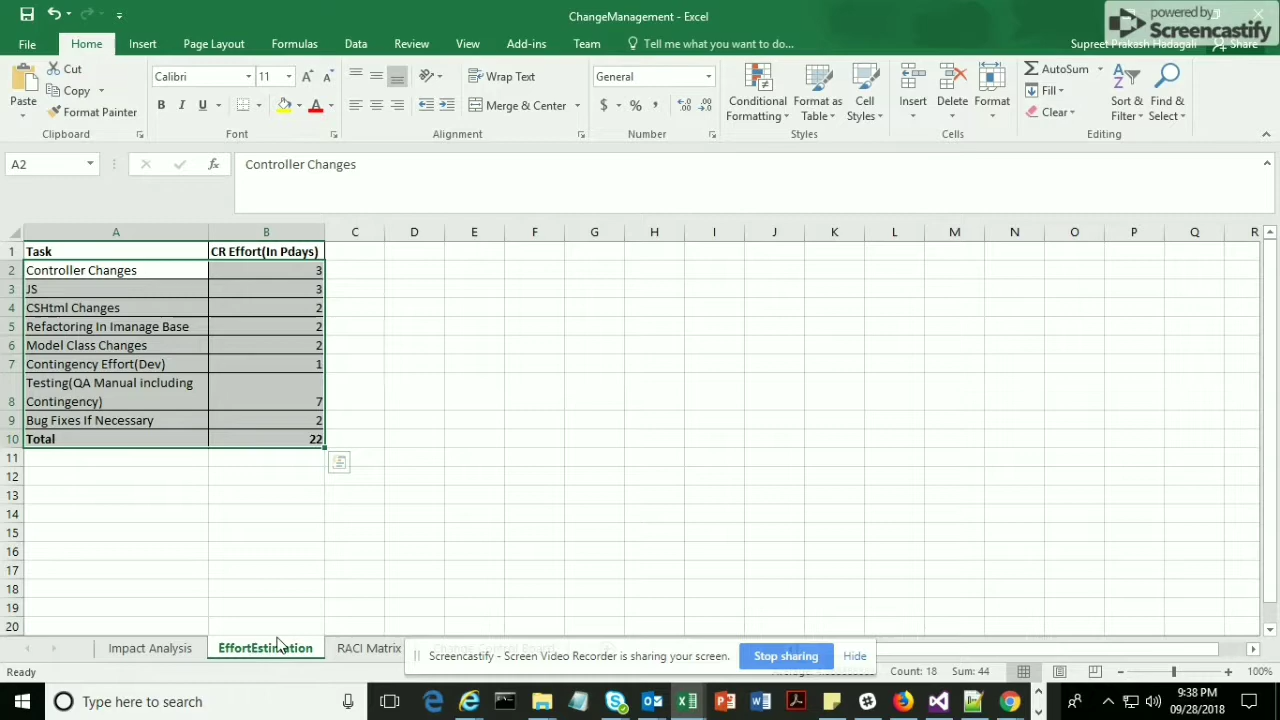 ChangeManagement - Excel
powered by
Screencastify
File
Home
Insert
Page Layout
Formulas
Data
Review
View
Add-ins
Team
Tell me what you want to do...
Supreet Prakash Hadagali
Share
Paste
Cut
Copy
Format Painter
Clipboard
Calibri
11
B I U
A
Font
Wrap Text
Merge & Center
Alignment
General
$ % ,
Number
Conditional
Formatting
Format as
Table
Cell
Styles
Styles
Insert
Delete
Format
Cells
AutoSum
Fill
Clear
Sort &
Filter
Find &
Select
Editing
A2
fx
Controller Changes
A B C D E F G H I J K L M N O P Q R
1 Task CR Effort(In Pdays)
2 Controller Changes 3
3 JS 3
4 CSHtml Changes 2
5 Refactoring In Imanage Base 2
6 Model Class Changes 2
7 Contingency Effort(Dev) 1
Testing(QA Manual including
8 Contingency) 7
9 Bug Fixes If Necessary 2
10 Total 22
11
12
13
14
15
16
17
18
19
20
Impact Analysis
EffortEstimation
RACI Matrix
Screencastify - Screen Video Recorder is sharing your screen.
Stop sharing
Hide
Ready
Count: 18
Sum: 44
100%
Type here to search
9:38 PM
09/28/2018